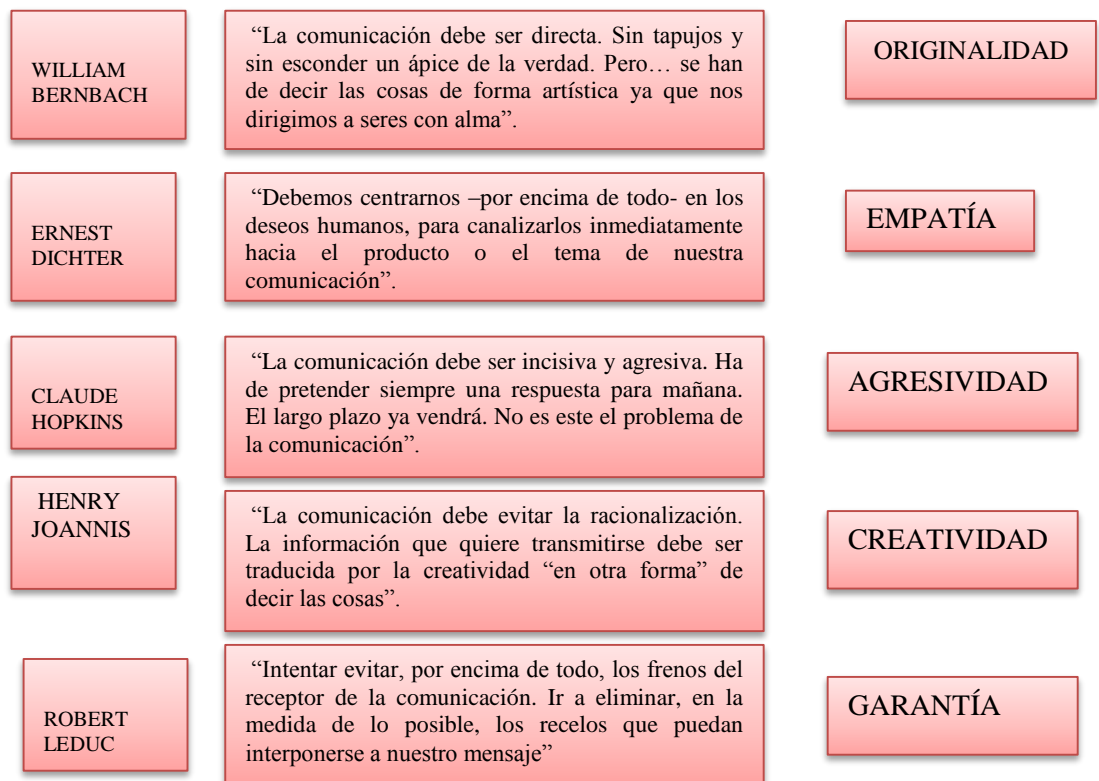 WILLIAM
BERNBACH
“La comunicación debe ser directa. Sin tapujos y
sin esconder un ápice de la verdad. Pero… se han
de decir las cosas de forma artística ya que nos
dirigimos a seres con alma”.
ORIGINALIDAD
ERNEST
DICHTER
“Debemos centrarnos –por encima de todo- en los
deseos humanos, para canalizarlos inmediatamente
hacia el producto o el tema de nuestra
comunicación”.
EMPATÍA
CLAUDE
HOPKINS
“La comunicación debe ser incisiva y agresiva. Ha
de pretender siempre una respuesta para mañana.
El largo plazo ya vendrá. No es este el problema de
la comunicación”.
AGRESIVIDAD
HENRY
JOANNIS
“La comunicación debe evitar la racionalización.
La información que quiere transmitirse debe ser
traducida por la creatividad “en otra forma” de
decir las cosas”.
CREATIVIDAD
ROBERT
LEDUC
“Intentar evitar, por encima de todo, los frenos del
receptor de la comunicación. Ir a eliminar, en la
medida de lo posible, los recelos que puedan
interponerse a nuestro mensaje”
GARANTÍA